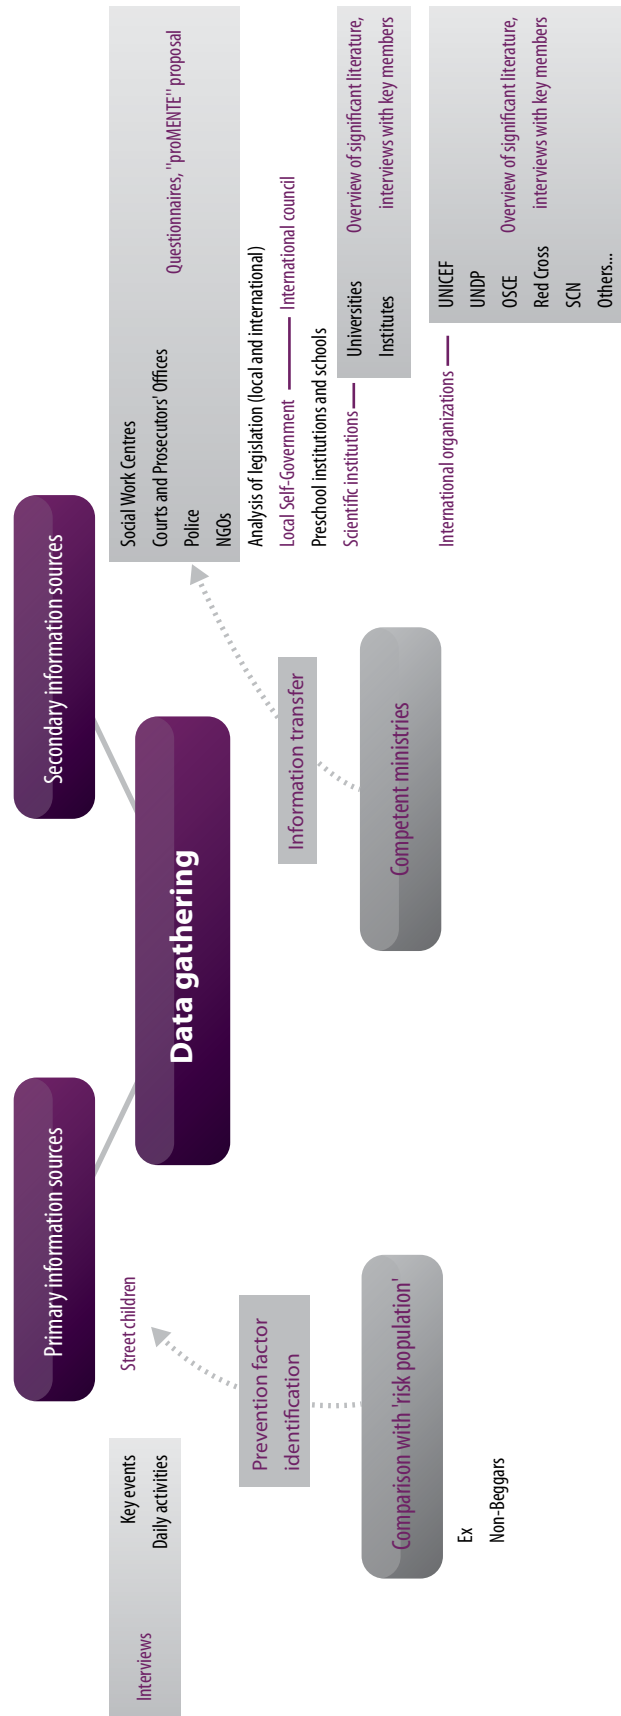 Primary information sources
Secondary information sources
Data gathering
Interviews
Key events
Daily activities
Street children
Prevention factor
identification
Comparison with 'risk population'
Ex
Non-Beggars
Information transfer
Competent ministries
Social Work Centres
Courts and Prosecutors' Offices
Police
NGOs
Questionnaires, "proMENTE" proposal
Analysis of legislation (local and international)
Local Self-Government International council
Preschool institutions and schools
Scientific institutions
Universities
Institutes
Overview of significant literature,
interviews with key members
International organizations
UNICEF
UNDP
OSCE
Red Cross
SCN
Others...
Overview of significant literature,
interviews with key members